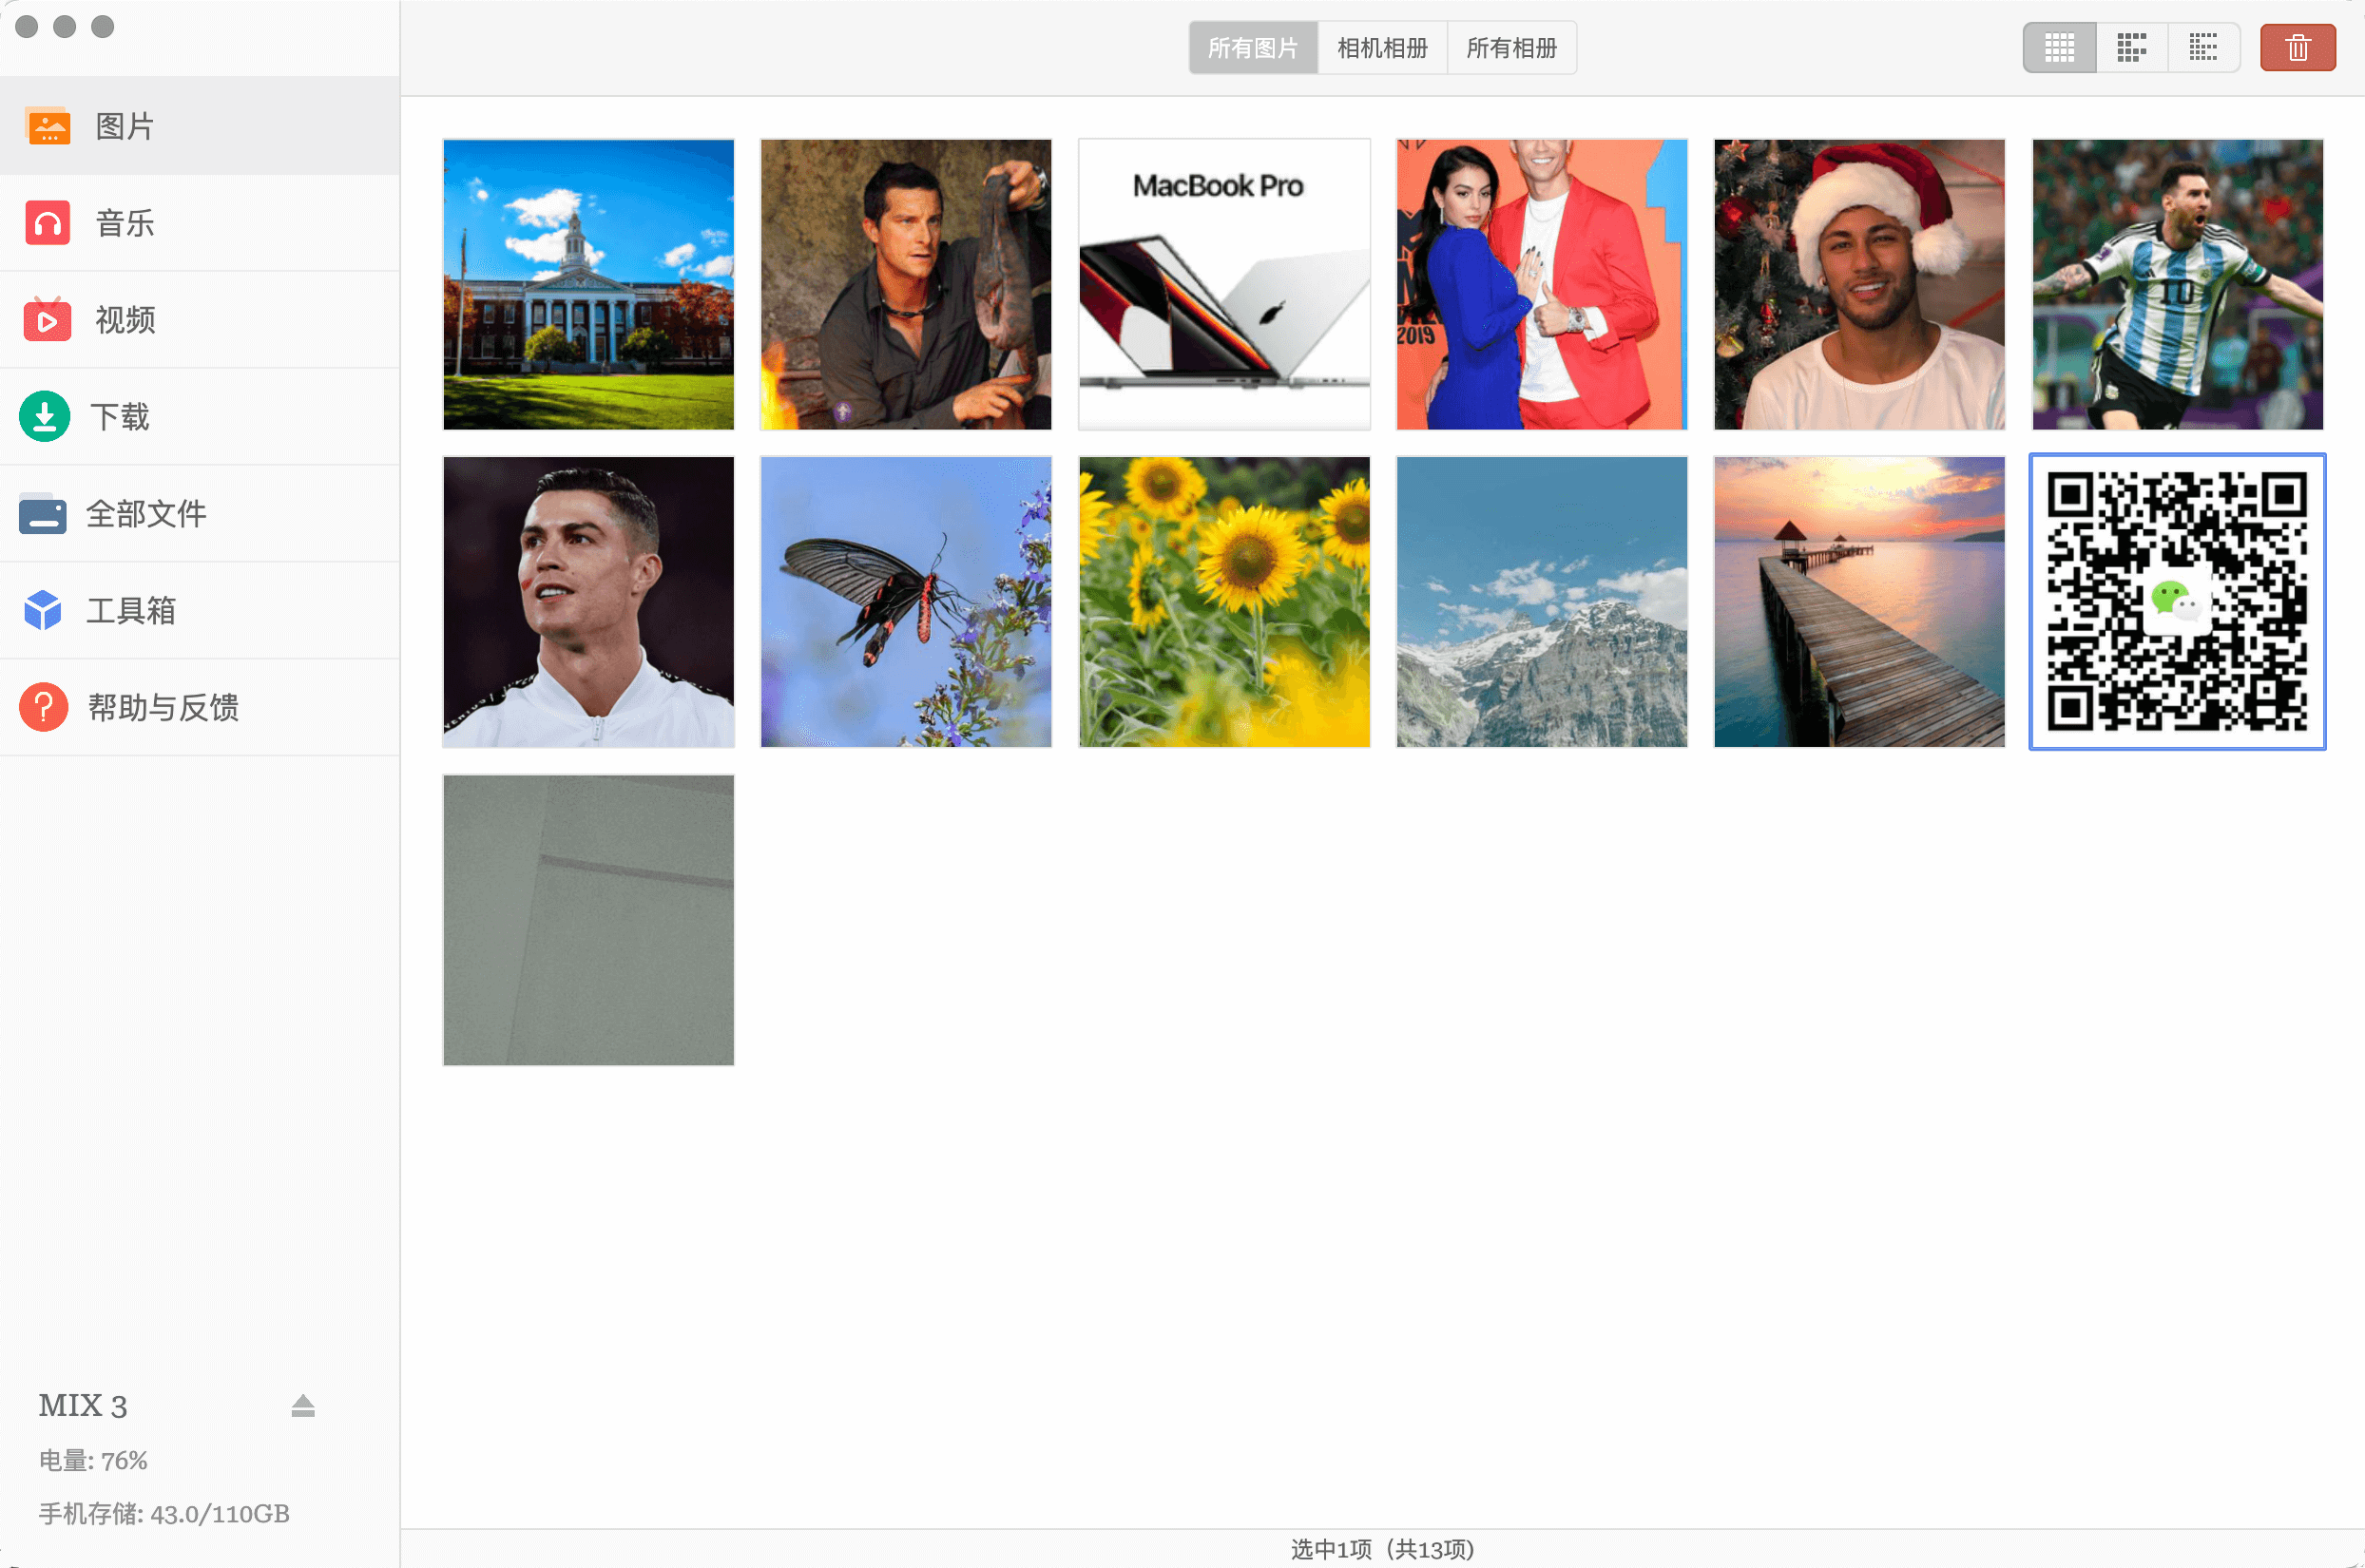 所有图片
相机相册
所有相册
图片
音乐
视频
下载
全部文件
工具箱
帮助与反馈
MacBook Pro
2019
10
MIX 3
电量: 76%
手机存储: 43.0/110GB
选中1项（共13项)